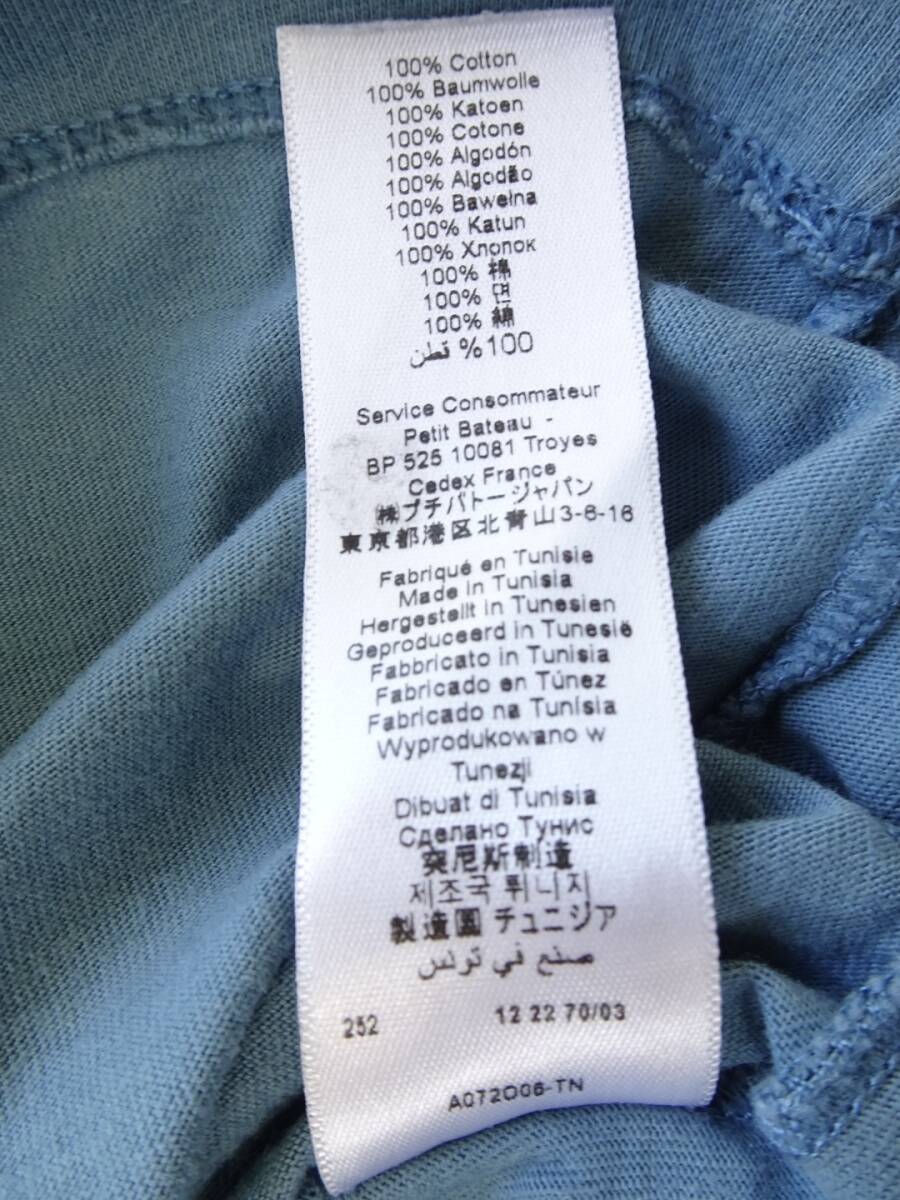 100% Cotton
100% Baumwolle
100% Katoen
100% Cotone
100% Algodón
100% Algodão
100% Bawełna
100% Katun
100% Хлопок
100% 棉
100% 면
100% 綿
قطن %100
Service Consommateur
Petit Bateau -
BP 525 10081 Troyes
Cedex France
㈱プチバトージャパン
東京都港区北青山3-6-16
Fabriqué en Tunisie
Made in Tunisia
Hergestellt in Tunesien
Geproduceerd in Tunesië
Fabbricato in Tunisia
Fabricado en Túnez
Fabricado na Tunísia
Wyprodukowano w
Tunezji
Dibuat di Tunisia
Сделано Тунис
突尼斯制造
제조국 튀니지
製造國 チュニジア
صنع في تونس
252 12 22 70/03
A072O06-TN